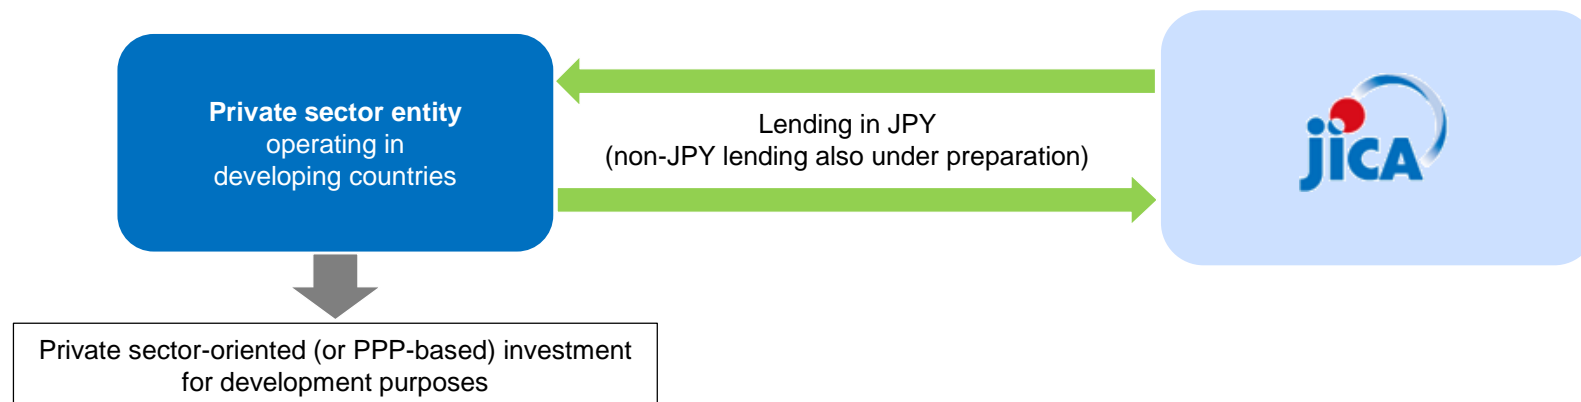 Private sector entity
operating in
developing countries
Lending in JPY
(non-JPY lending also under preparation)
jICA
Private sector-oriented (or PPP-based) investment
for development purposes